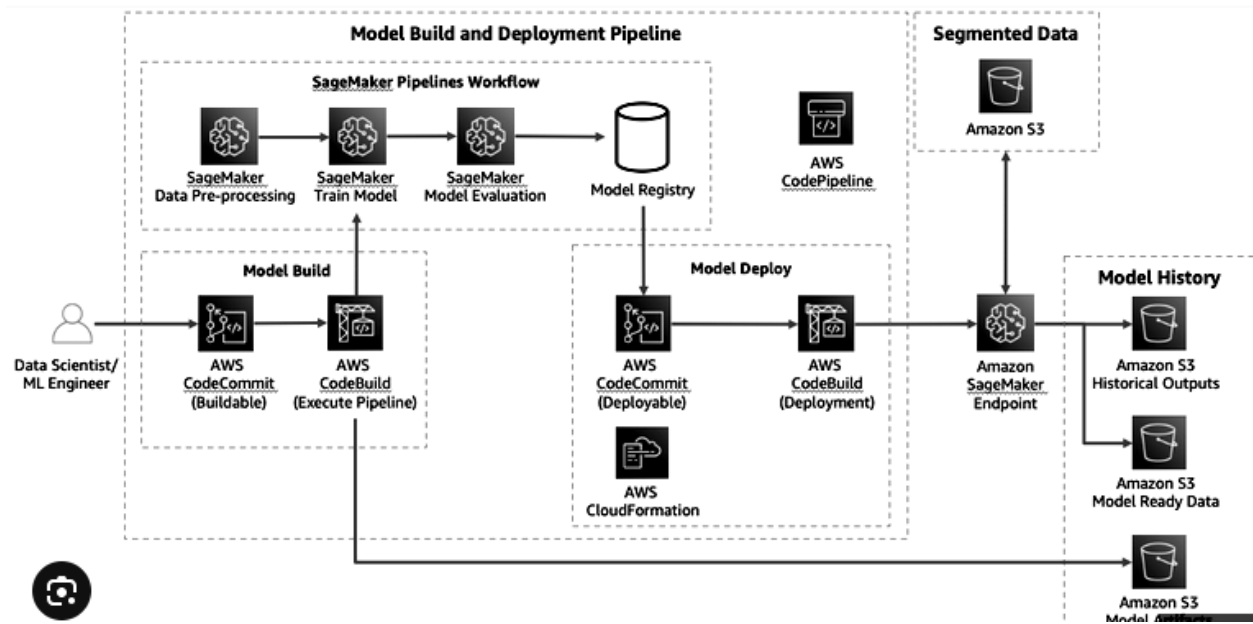 Model Build and Deployment Pipeline
SageMaker Pipelines Workflow
SageMaker
Data Pre-processing
SageMaker
Train Model
SageMaker
Model Evaluation
Model Registry
AWS
CodePipeline
Segmented Data
Amazon S3
Model Build
Data Scientist/
ML Engineer
AWS
CodeCommit
(Buildable)
AWS
CodeBuild
(Execute Pipeline)
Model Deploy
AWS
CodeCommit
(Deployable)
AWS
CodeBuild
(Deployment)
AWS
CloudFormation
Amazon
SageMaker
Endpoint
Model History
Amazon S3
Historical Outputs
Amazon S3
Model Ready Data
Amazon S3
Model Artifacts